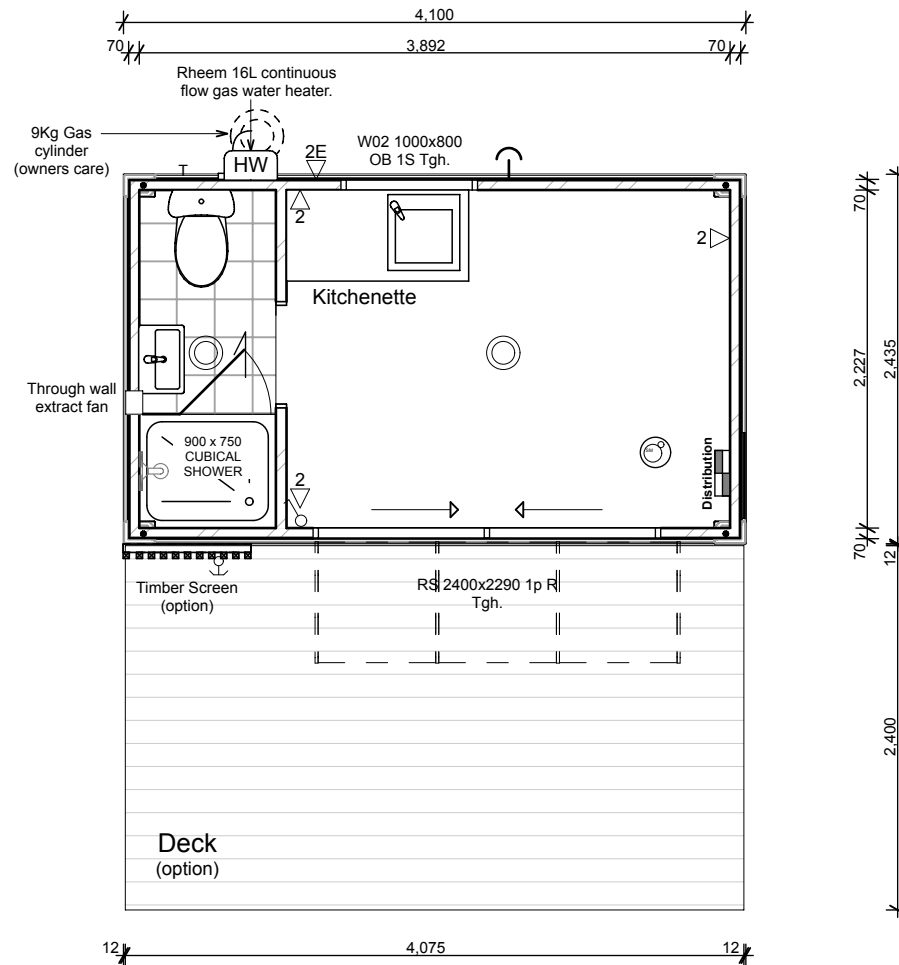 4,100
70
3,892
70
Rheem 16L continuous
flow gas water heater.
9Kg Gas
cylinder
(owners care)
HW
2E
W02 1000x800
OB 1S Tgh.
2
2
70
Kitchenette
2,227
2,435
Through wall
extract fan
900 x 750
CUBICAL
SHOWER
SM
Distribution
2
70
12
Timber Screen
(option)
RS 2400x2290 1p R
Tgh.
2,400
Deck
(option)
12
4,075
12